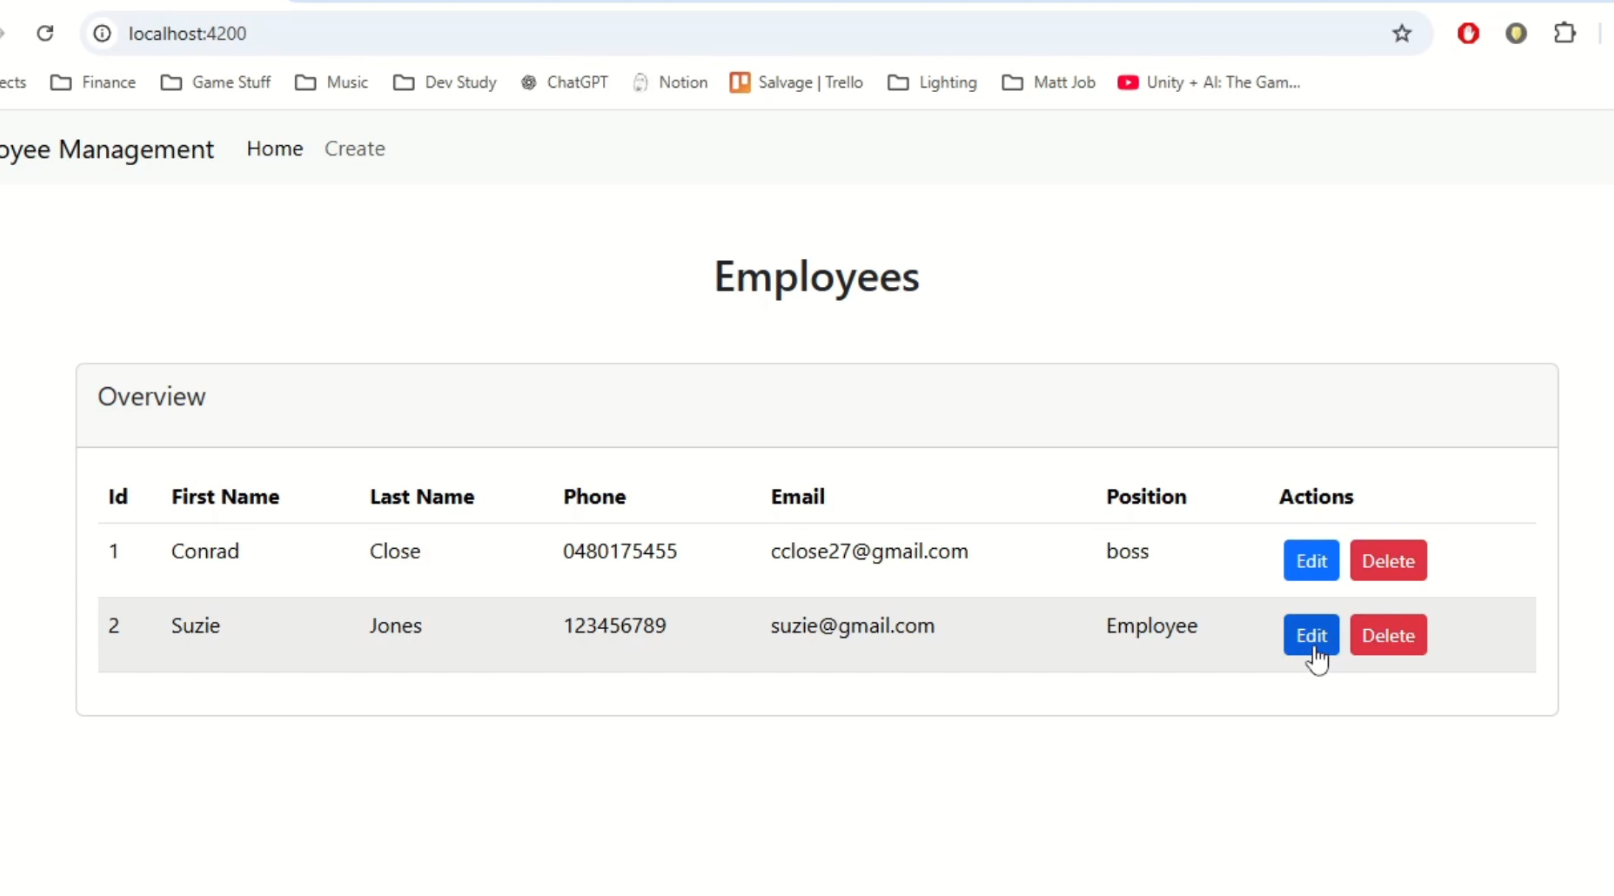 localhost:4200
ects Finance Game Stuff Music Dev Study ChatGPT Notion Salvage | Trello Lighting Matt Job Unity + AI: The Gam...
oyee Management Home Create
Employees
Overview
Id First Name Last Name Phone Email Position Actions
1 Conrad Close 0480175455 cclose27@gmail.com boss Edit Delete
2 Suzie Jones 123456789 suzie@gmail.com Employee Edit Delete